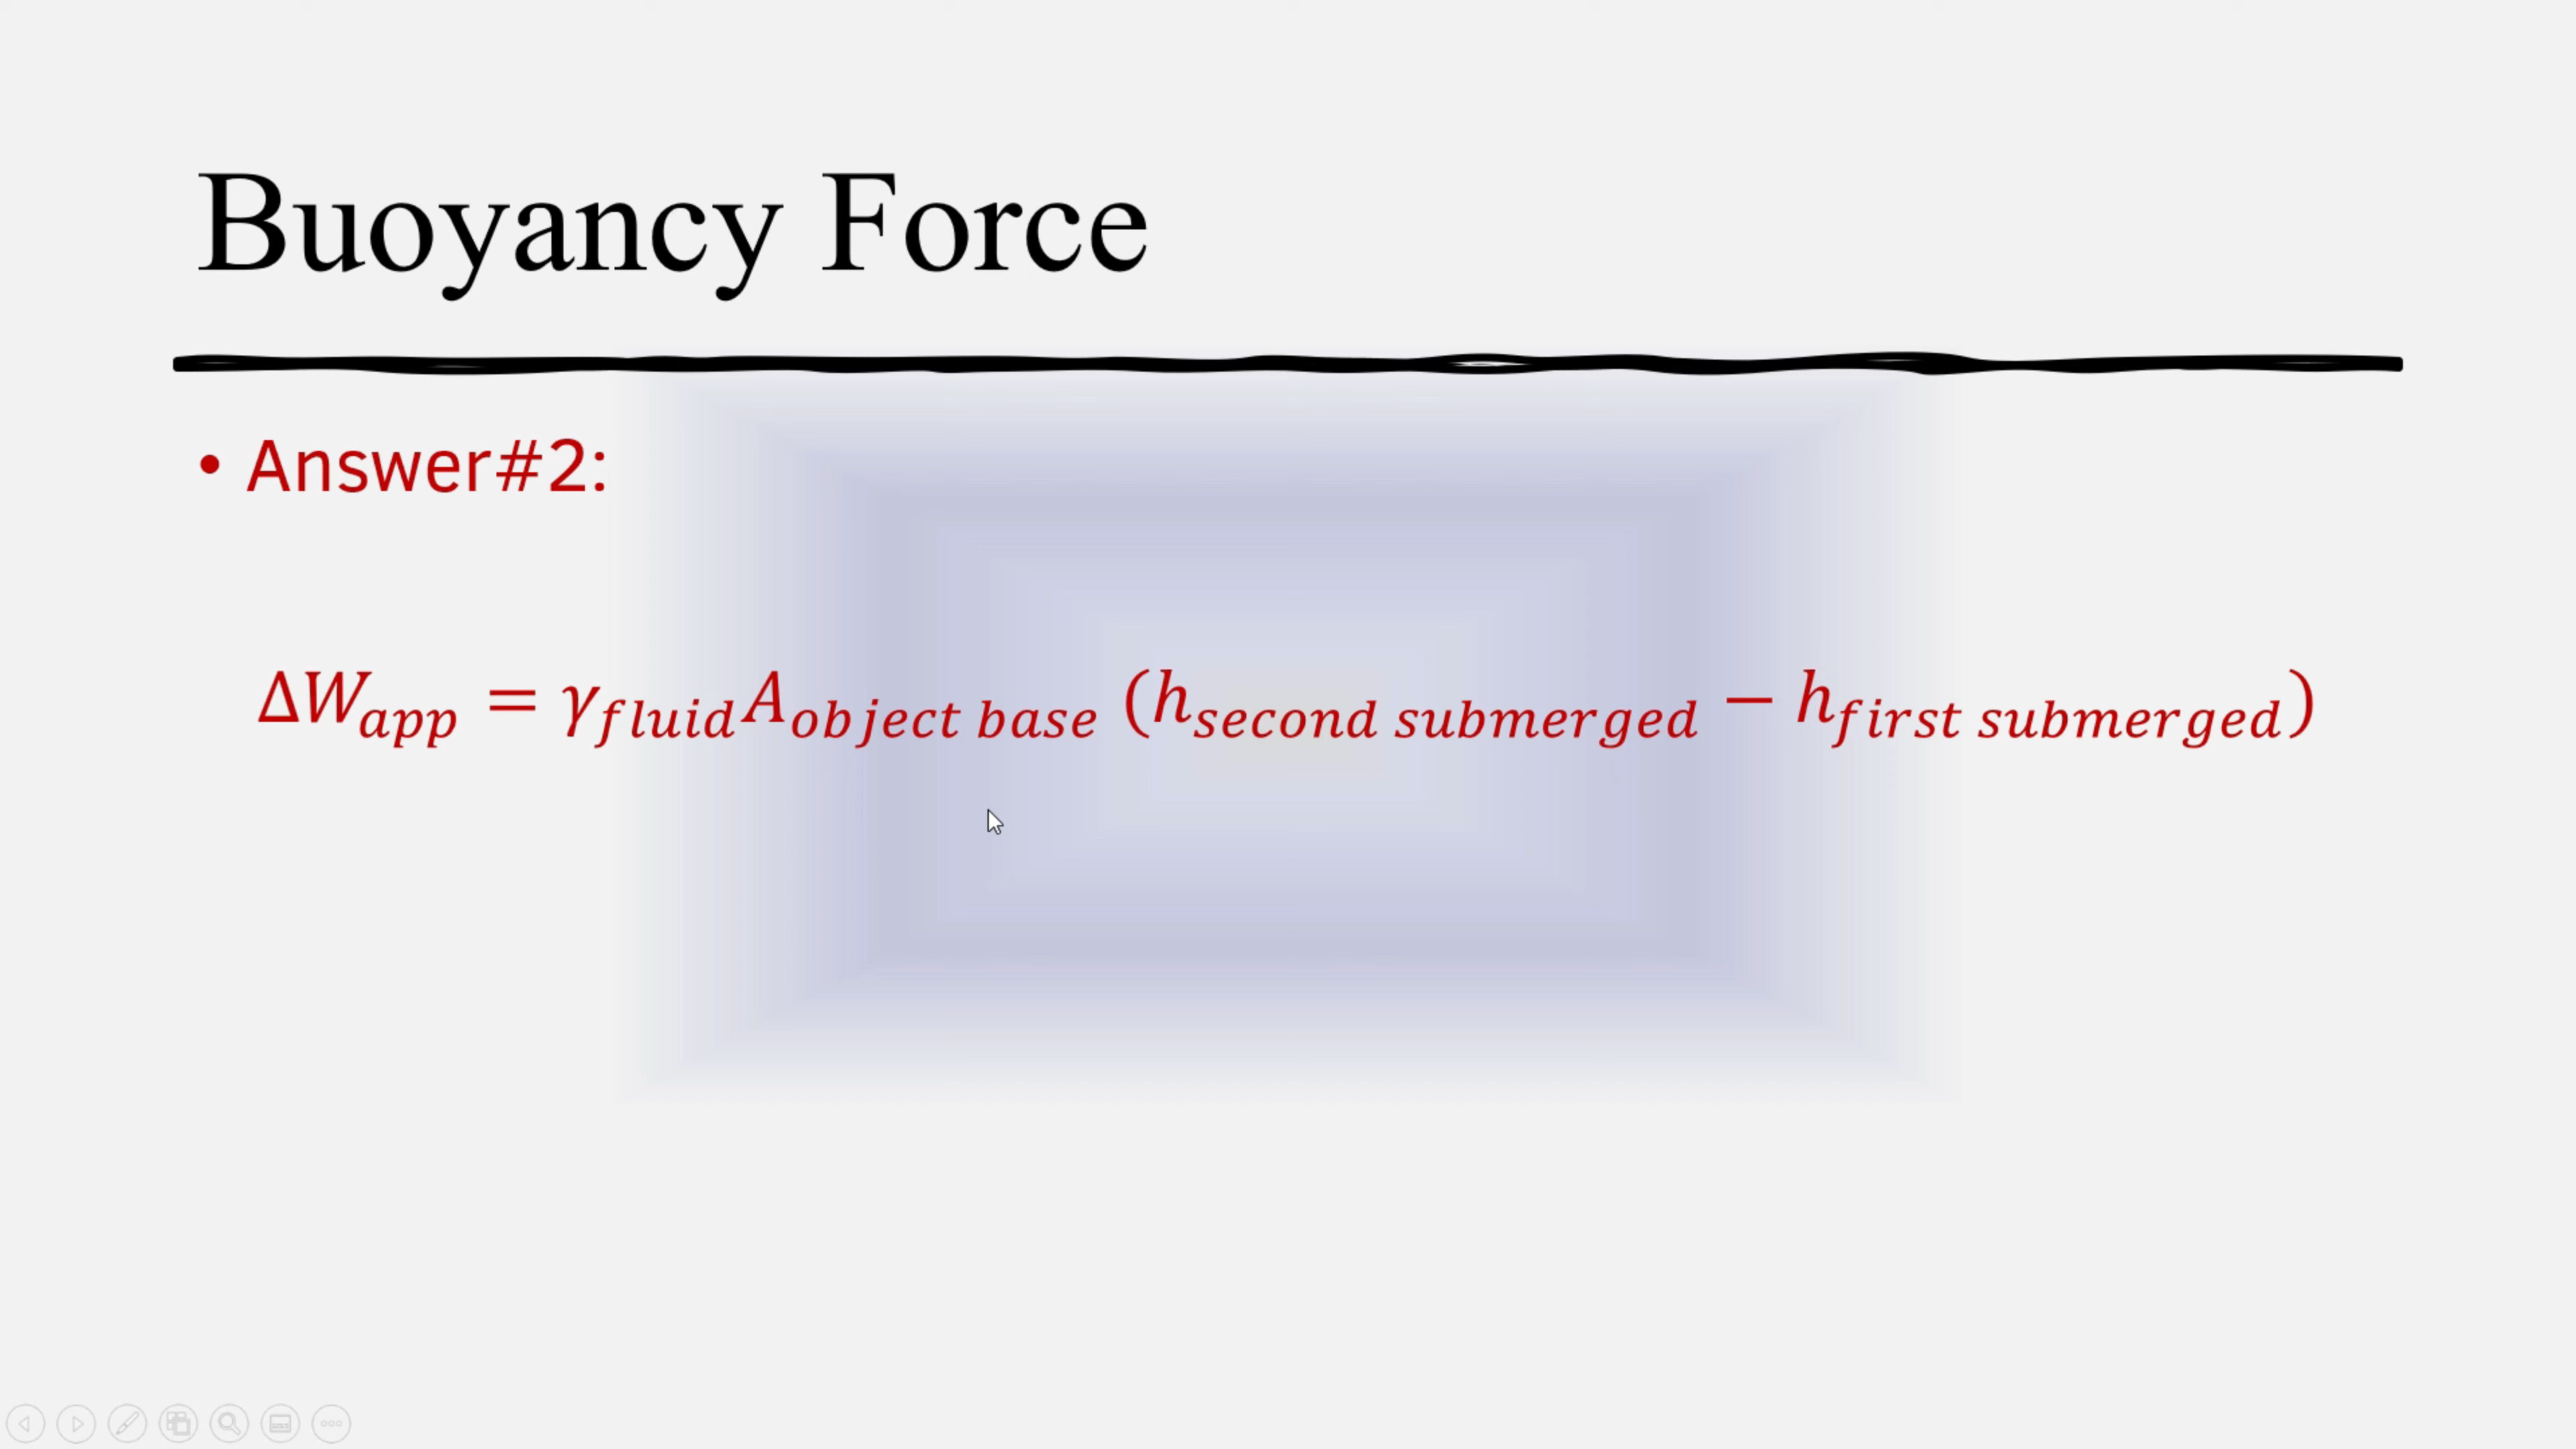 Buoyancy Force
• Answer#2:
ΔW_app = γ_fluid A_object base (h_second submerged − h_first submerged)